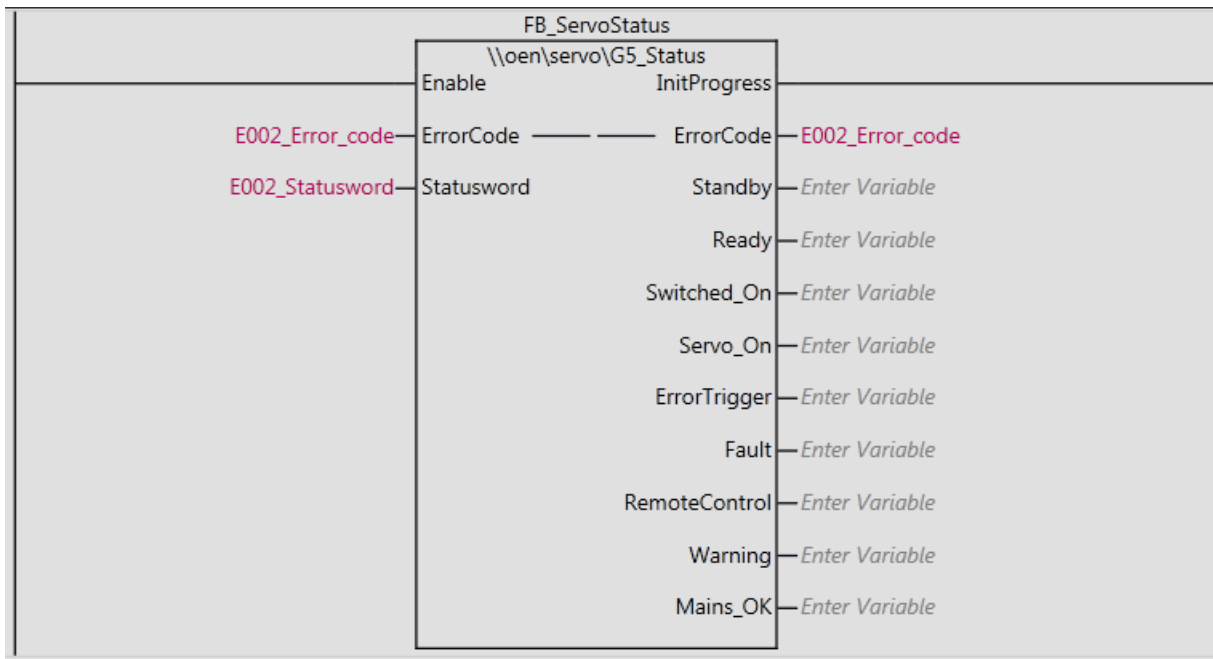 FB_ServoStatus
\\oen\servo\G5_Status
Enable InitProgress
E002_Error_code ErrorCode ErrorCode E002_Error_code
E002_Statusword Statusword Standby Enter Variable
Ready Enter Variable
Switched_On Enter Variable
Servo_On Enter Variable
ErrorTrigger Enter Variable
Fault Enter Variable
RemoteControl Enter Variable
Warning Enter Variable
Mains_OK Enter Variable